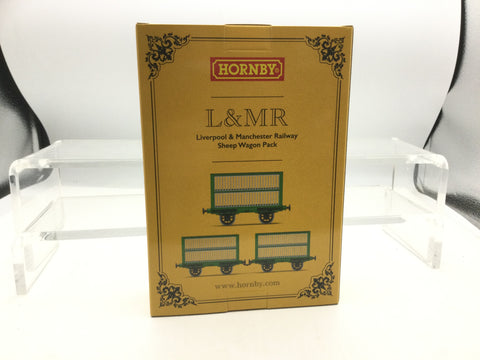 HORNBY
L&MR
Liverpool & Manchester Railway
Sheep Wagon Pack
www.hornby.com